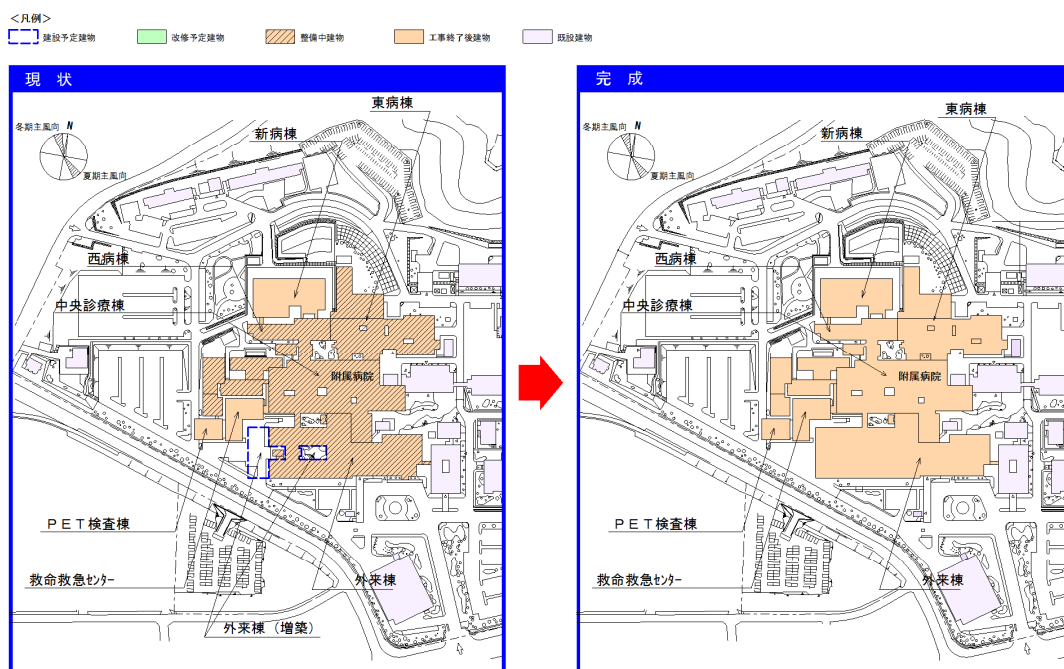 ＜凡例＞
建設予定建物
改修予定建物
整備中建物
工事終了後建物
既設建物
現　状
東病棟
冬期主風向
N
新病棟
夏期主風向
西病棟
中央診療棟
附属病院
ＰＥＴ検査棟
救命救急センター
外来棟
外来棟（増築）
完　成
東病棟
冬期主風向
N
新病棟
夏期主風向
西病棟
中央診療棟
附属病院
ＰＥＴ検査棟
救命救急センター
外来棟